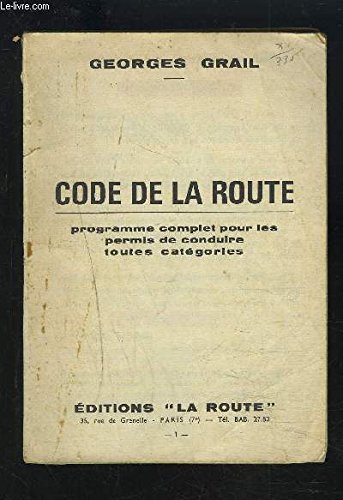 Le-livre.com
GEORGES GRAIL
CODE DE LA ROUTE
programme complet pour les
permis de conduire
toutes catégories
ÉDITIONS "LA ROUTE"
35, rue de Grenelle - PARIS (7e) — Tél. BAB. 27-83
— 1 —